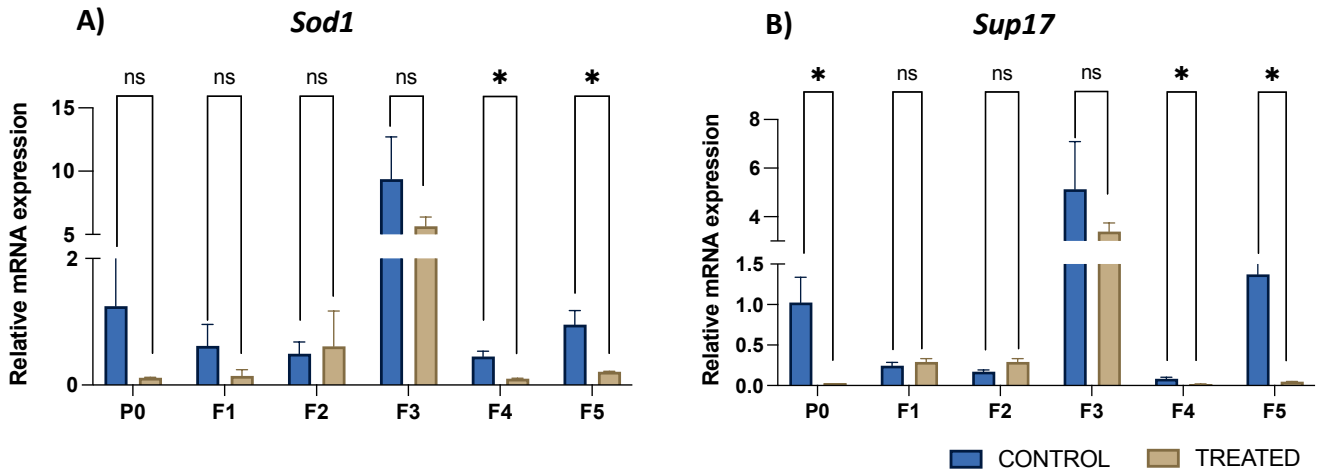 A) Sod1
ns ns ns ns * *
Relative mRNA expression
15
10
5
2
0
P0 F1 F2 F3 F4 F5
B) Sup17
* ns ns ns * *
Relative mRNA expression
8
6
4
1.5
1.0
0.5
0.0
P0 F1 F2 F3 F4 F5
CONTROL TREATED